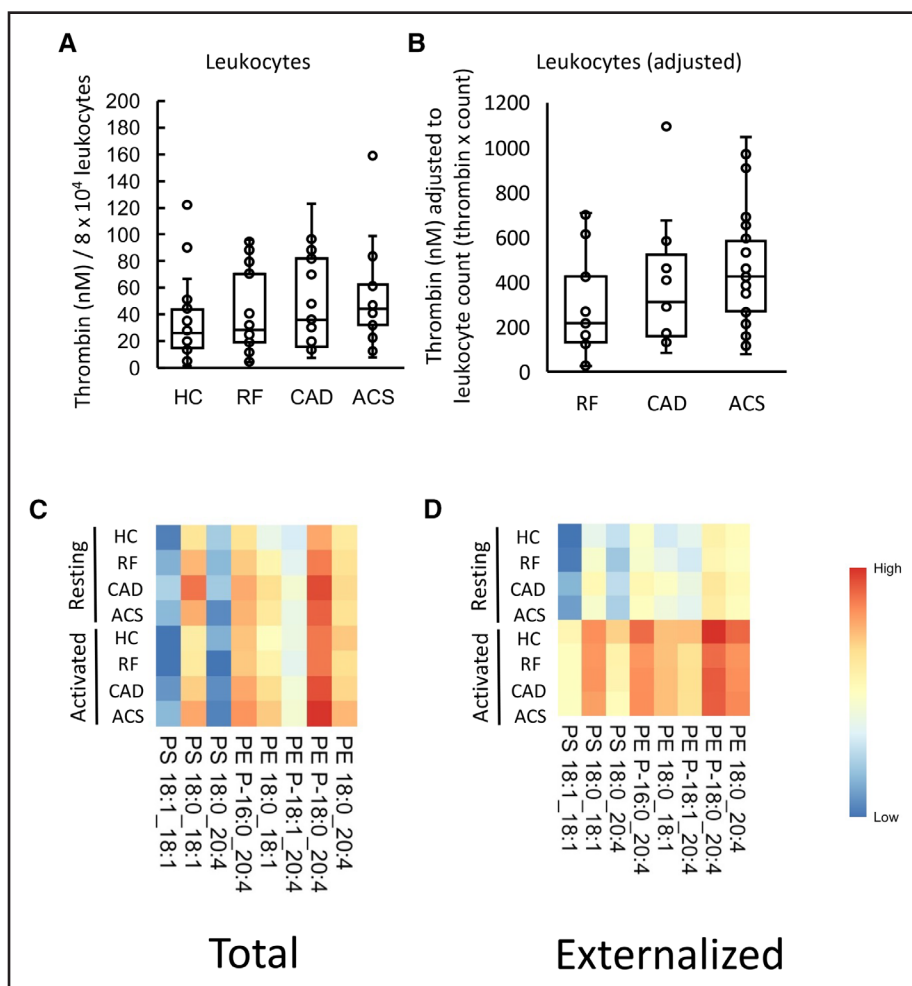 A
Leukocytes
Thrombin (nM) / 8 x 10⁴ leukocytes
200
180
160
140
120
100
80
60
40
20
0
HC RF CAD ACS
B
Leukocytes (adjusted)
Thrombin (nM) adjusted to
leukocyte count (thrombin x count)
1200
1000
800
600
400
200
0
RF CAD ACS
C
Resting
HC
RF
CAD
ACS
Activated
HC
RF
CAD
ACS
PS 18:1_18:1
PS 18:0_18:1
PS 18:0_20:4
PE P-16:0_20:4
PE 18:0_18:1
PE P-18:1_20:4
PE P-18:0_20:4
PE 18:0_20:4
Total
D
Resting
HC
RF
CAD
ACS
Activated
HC
RF
CAD
ACS
PS 18:1_18:1
PS 18:0_18:1
PS 18:0_20:4
PE P-16:0_20:4
PE 18:0_18:1
PE P-18:1_20:4
PE P-18:0_20:4
PE 18:0_20:4
Externalized
High
Low